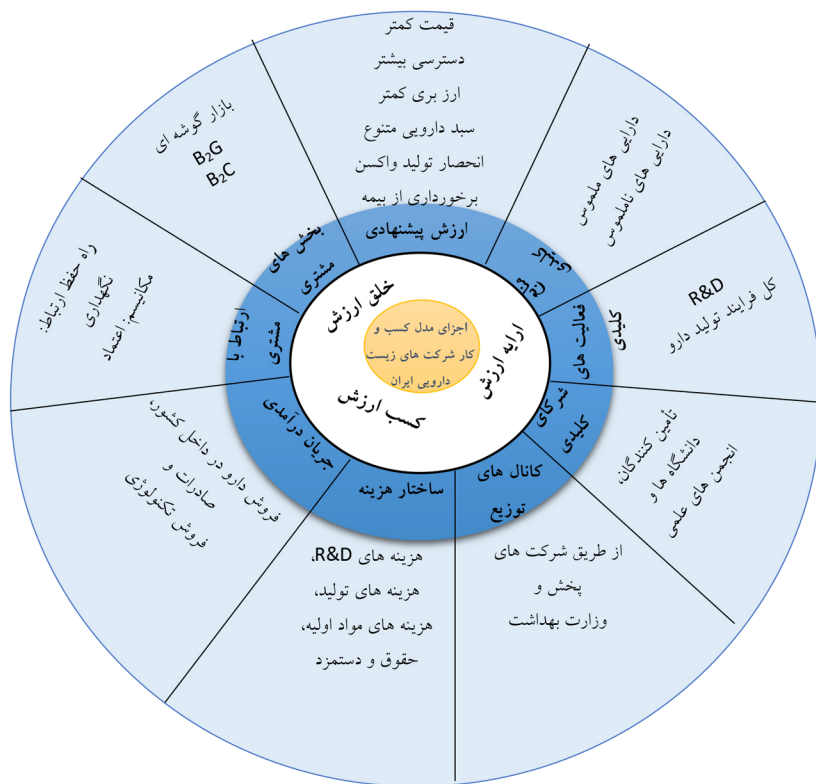 قیمت کمتر
دسترسی بیشتر
ارز بری کمتر
سبد دارویی متنوع
انحصار تولید واکسن
برخورداری از بیمه
ارزش پیشنهادی
دارایی های ملموس
دارایی های ناملموس
منابع
کلیدی
R&D
کل فرایند تولید دارو
فعالیت های
کلیدی
تأمین کنندگان،
دانشگاه ها و
انجمن های علمی
شرکای
کلیدی
از طریق شرکت های
پخش و
وزارت بهداشت
کانال های
توزیع
هزینه های R&D،
هزینه های تولید،
هزینه های مواد اولیه،
حقوق و دستمزد
ساختار هزینه
فروش دارو در داخل کشور،
صادرات و
فروش تکنولوژی
جریان درآمدی
راه حفظ ارتباط:
نگهداری
مکانیسم: اعتماد
ارتباط با
مشتری
بازار گوشه ای
B2G
B2C
بخش های
مشتری
خلق ارزش
ارایه ارزش
کسب ارزش
اجزای مدل کسب و
کار شرکت های زیست
دارویی ایران